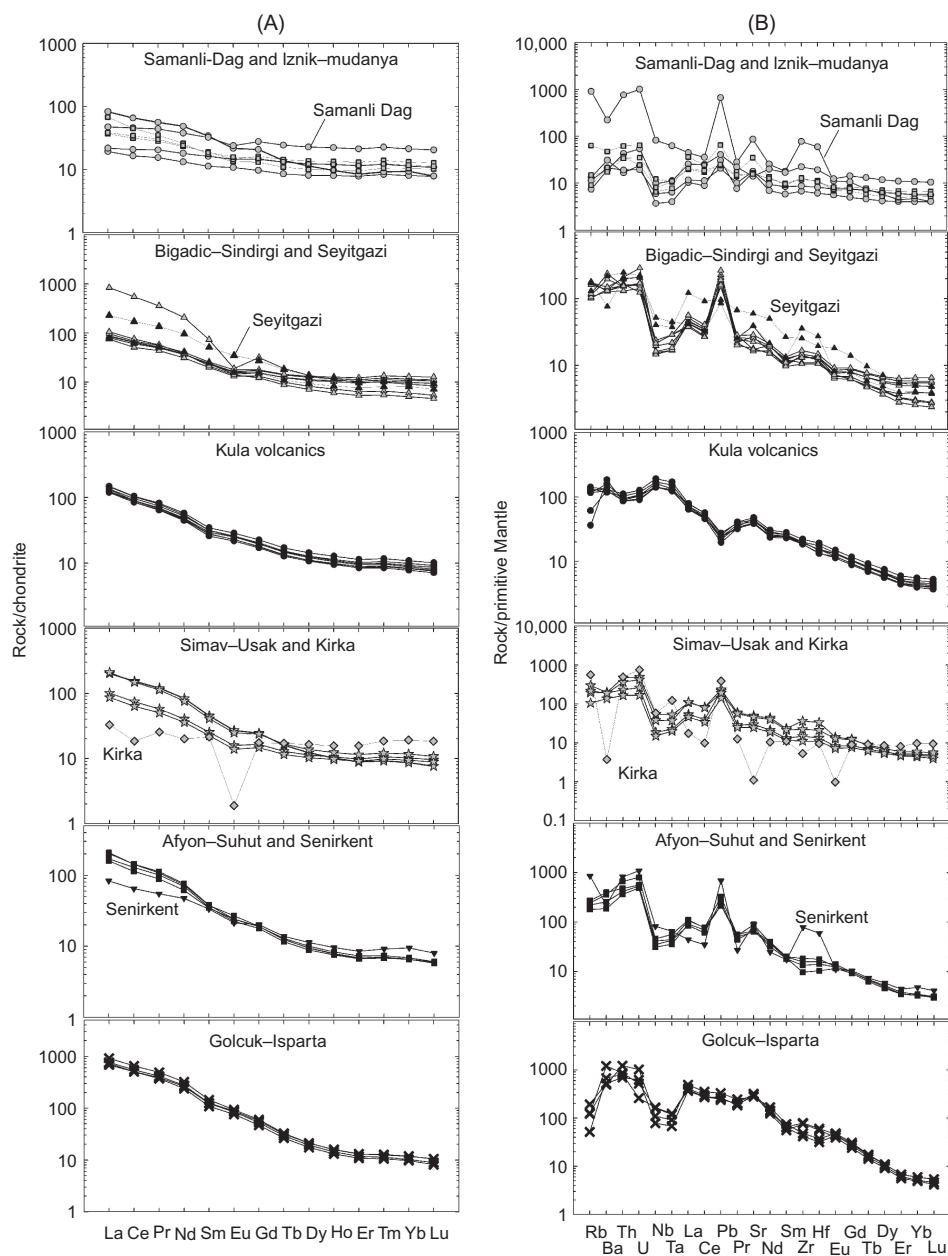 (A)
Rock/chondrite
1000
100
10
1
Samanli-Dag and Iznik–mudanya
Samanli Dag
1000
100
10
Bigadic–Sindirgi and Seyitgazi
Seyitgazi
1000
100
10
Kula volcanics
1000
100
10
1
Simav–Usak and Kirka
Kirka
100
10
1
Afyon–Suhut and Senirkent
Senirkent
1000
100
10
1
Golcuk–Isparta
La Ce Pr Nd Sm Eu Gd Tb Dy Ho Er Tm Yb Lu
(B)
Rock/primitive Mantle
10,000
1000
100
10
1
Samanli-Dag and Iznik–mudanya
Samanli Dag
100
10
Bigadic–Sindirgi and Seyitgazi
Seyitgazi
1000
100
10
Kula volcanics
10,000
1000
100
10
1
0.1
Simav–Usak and Kirka
Kirka
1000
100
10
Afyon–Suhut and Senirkent
Senirkent
1000
100
10
1
Golcuk–Isparta
Rb Th Nb La Pb Sr Sm Hf Gd Dy Yb
Ba U Ta Ce Pr Nd Zr Eu Tb Er Lu